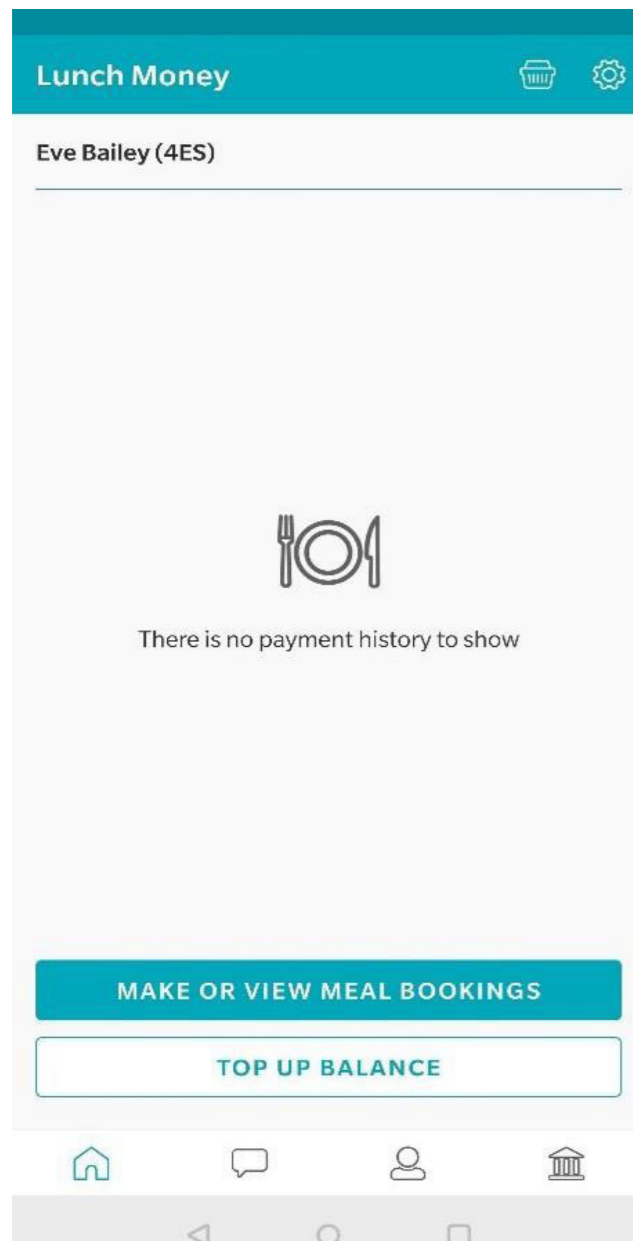 Lunch Money
Eve Bailey (4ES)
There is no payment history to show
MAKE OR VIEW MEAL BOOKINGS
TOP UP BALANCE